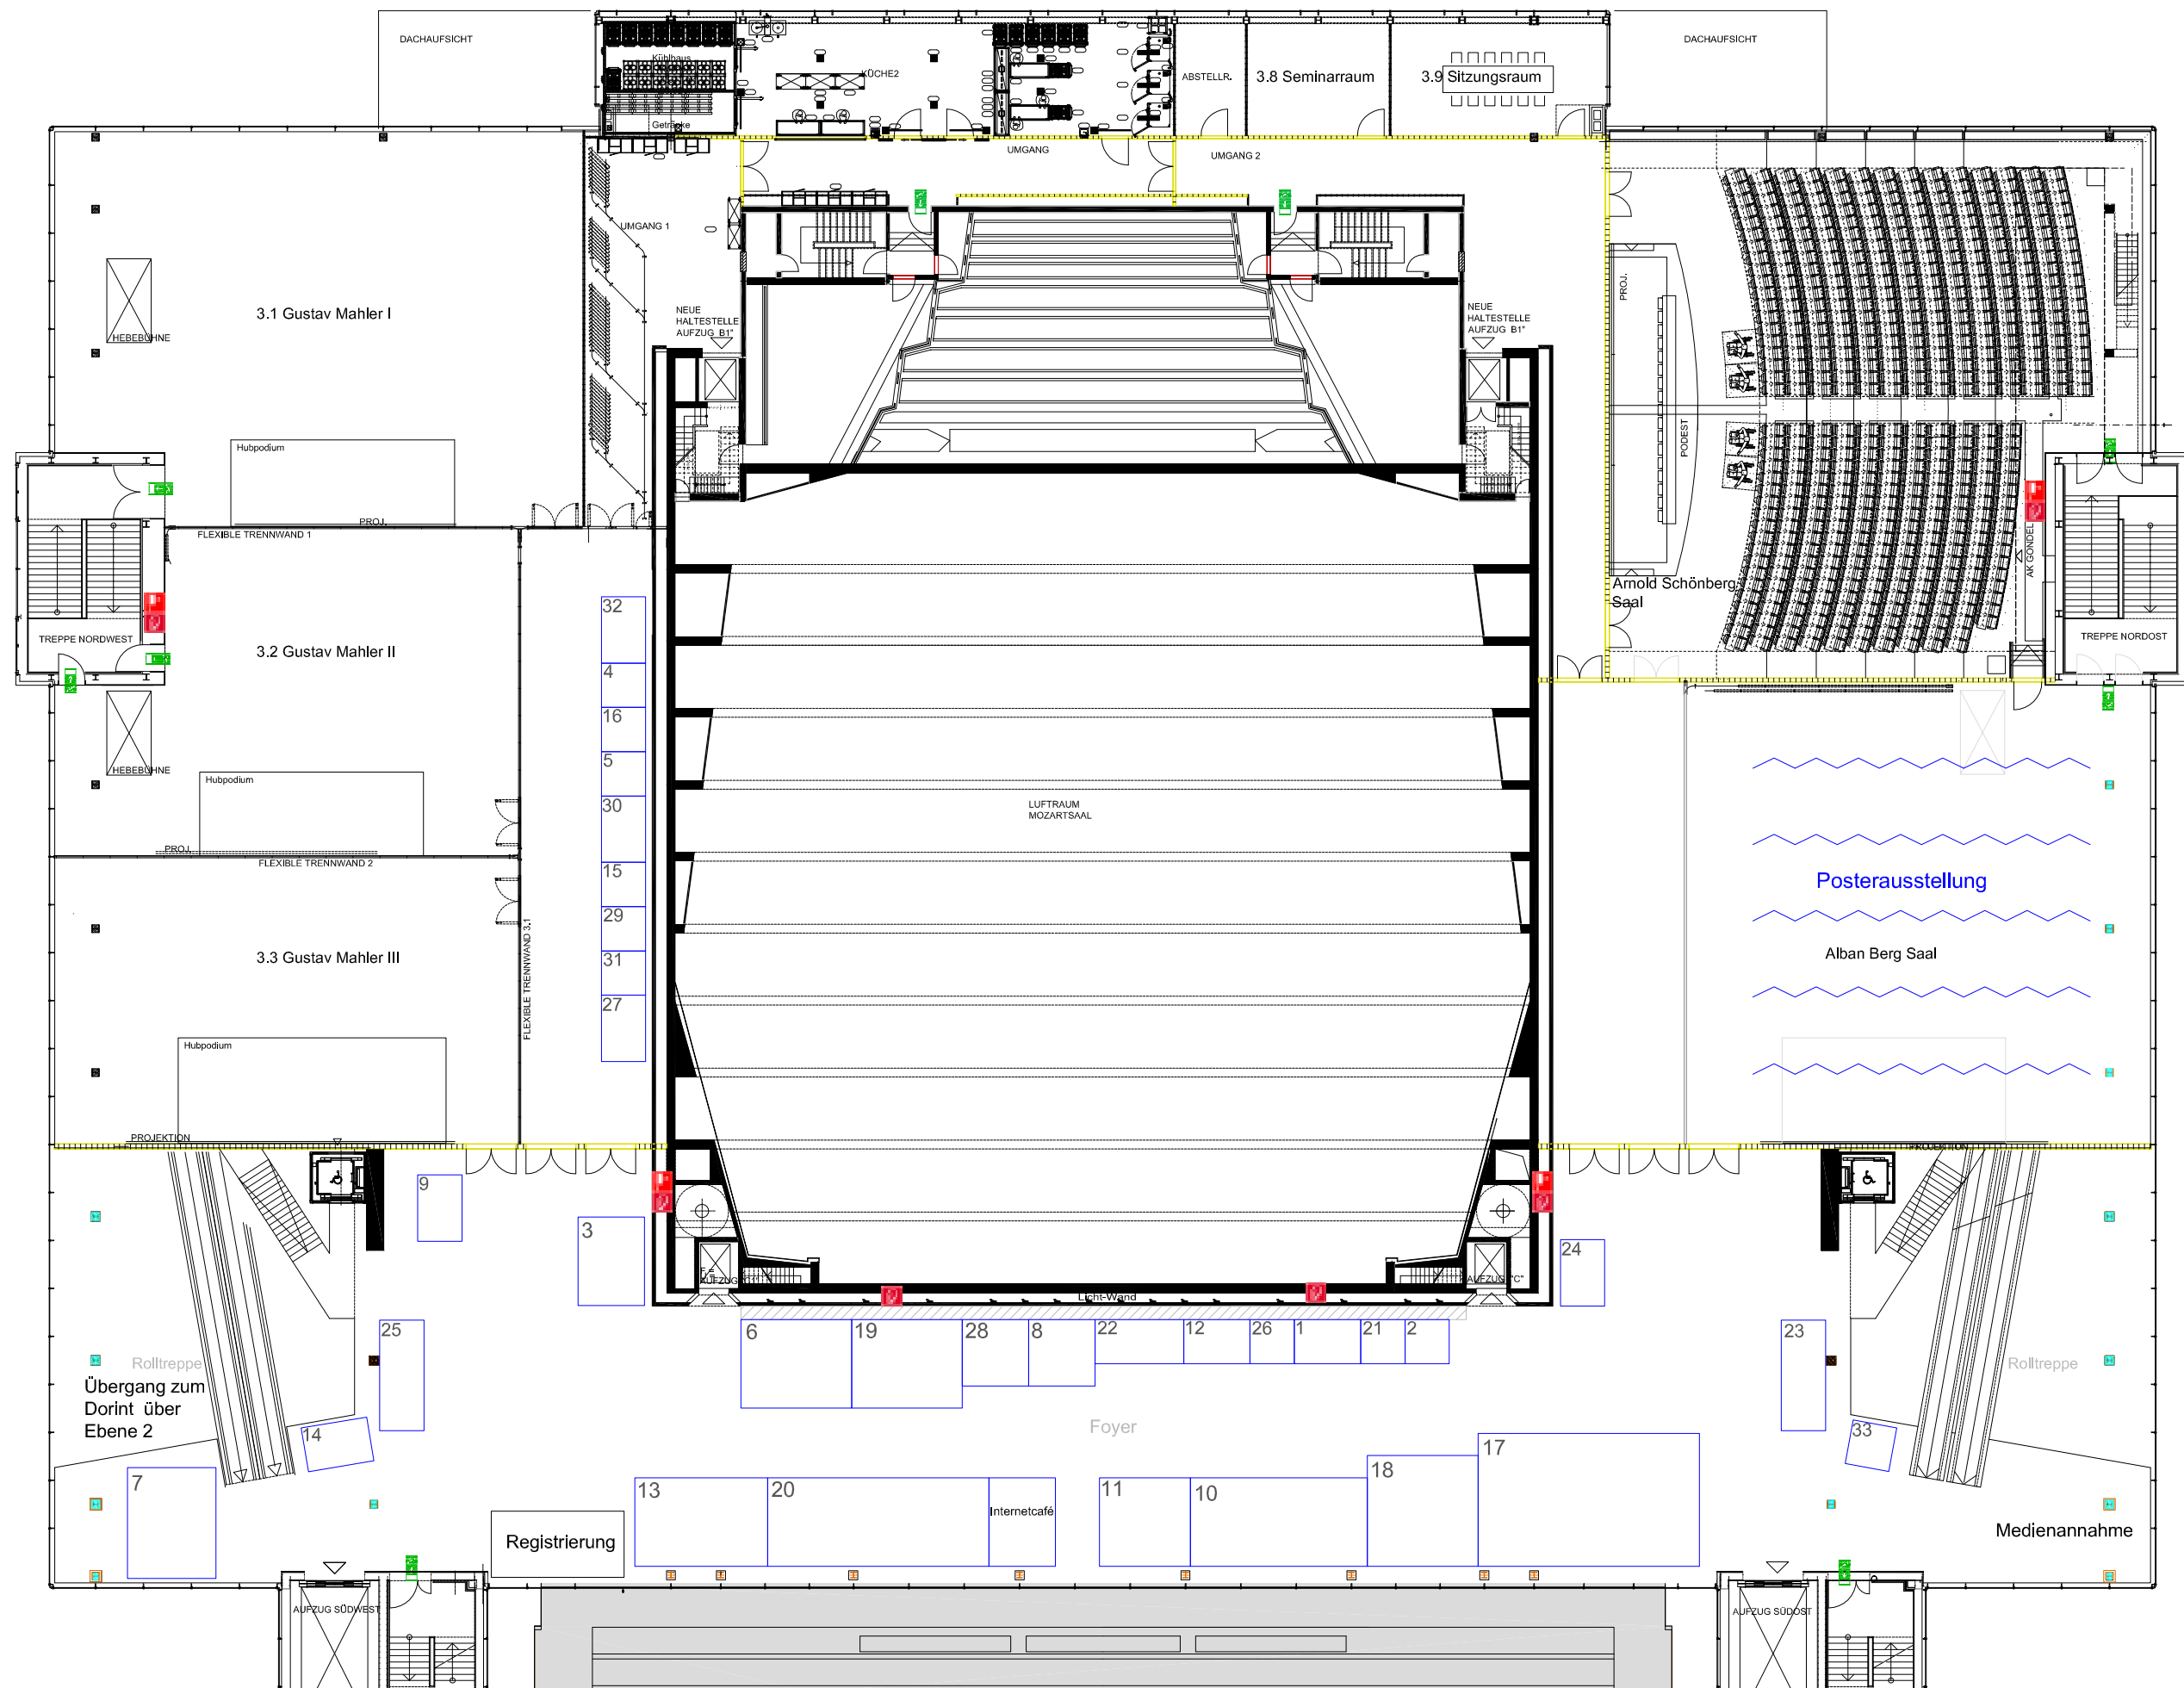 DACHAUFSICHT
DACHAUFSICHT
Kühlhaus
KÜCHE2
ABSTELLR.
3.8 Seminarraum
3.9 Sitzungsraum
Getränke
UMGANG
UMGANG 2
UMGANG 1
3.1 Gustav Mahler I
HEBEBÜHNE
NEUE
HALTESTELLE
AUFZUG B1"
NEUE
HALTESTELLE
AUFZUG B1"
PROJ.
PODEST
Hubpodium
PROJ.
FLEXIBLE TRENNWAND 1
AK GONDEL
Arnold Schönberg
Saal
TREPPE NORDWEST
TREPPE NORDOST
3.2 Gustav Mahler II
32
4
16
5
30
15
29
31
27
HEBEBÜHNE
Hubpodium
PROJ.
FLEXIBLE TRENNWAND 2
LUFTRAUM
MOZARTSAAL
Posterausstellung
Alban Berg Saal
3.3 Gustav Mahler III
FLEXIBLE TRENNWAND 3.1
Hubpodium
PROJEKTION
PROJEKTION
9
3
24
AUFZUG "C"
Licht-Wand
25
6
19
28
8
22
12
26
1
21
2
23
Rolltreppe
Rolltreppe
Übergang zum
Dorint über
Ebene 2
14
Foyer
33
7
13
20
Internetcafé
11
10
18
17
Registrierung
Medienannahme
AUFZUG SÜDWEST
AUFZUG SÜDOST